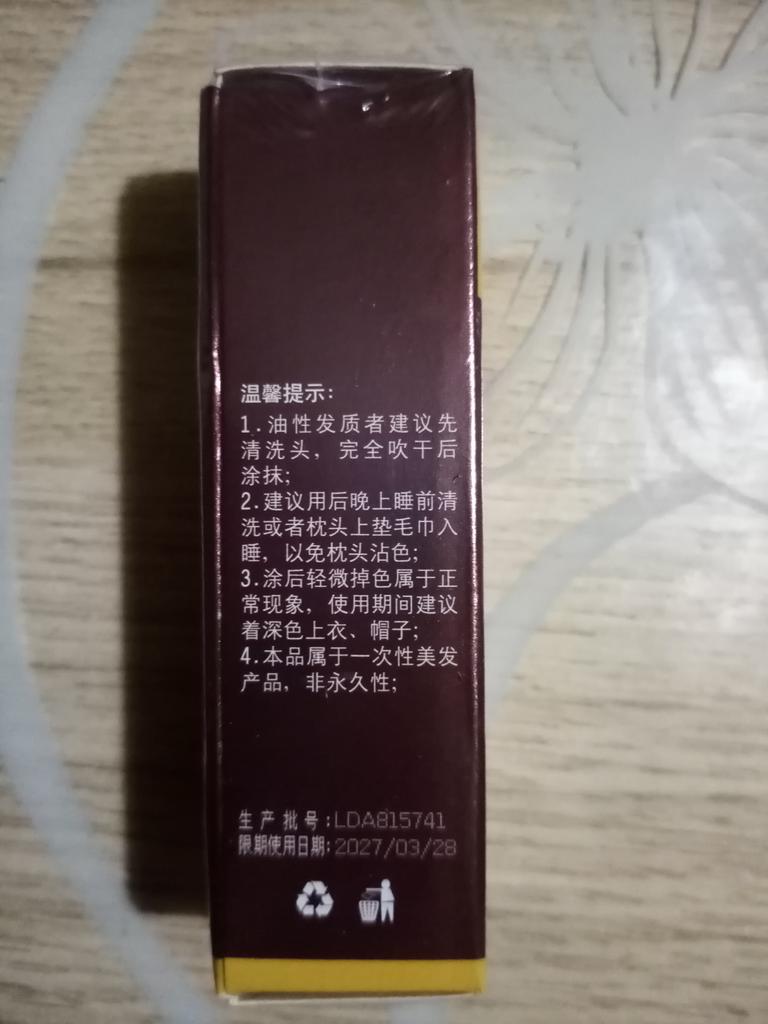 温馨提示：
1.油性发质者建议先
清洗头，完全吹干后
涂抹；
2.建议用后晚上睡前清
洗或者枕头上垫毛巾入
睡，以免枕头沾色；
3.涂后轻微掉色属于正
常现象，使用期间建议
着深色上衣、帽子；
4.本品属于一次性美发
产品，非永久性；
生产批号：LDA815741
限期使用日期：2027/03/28